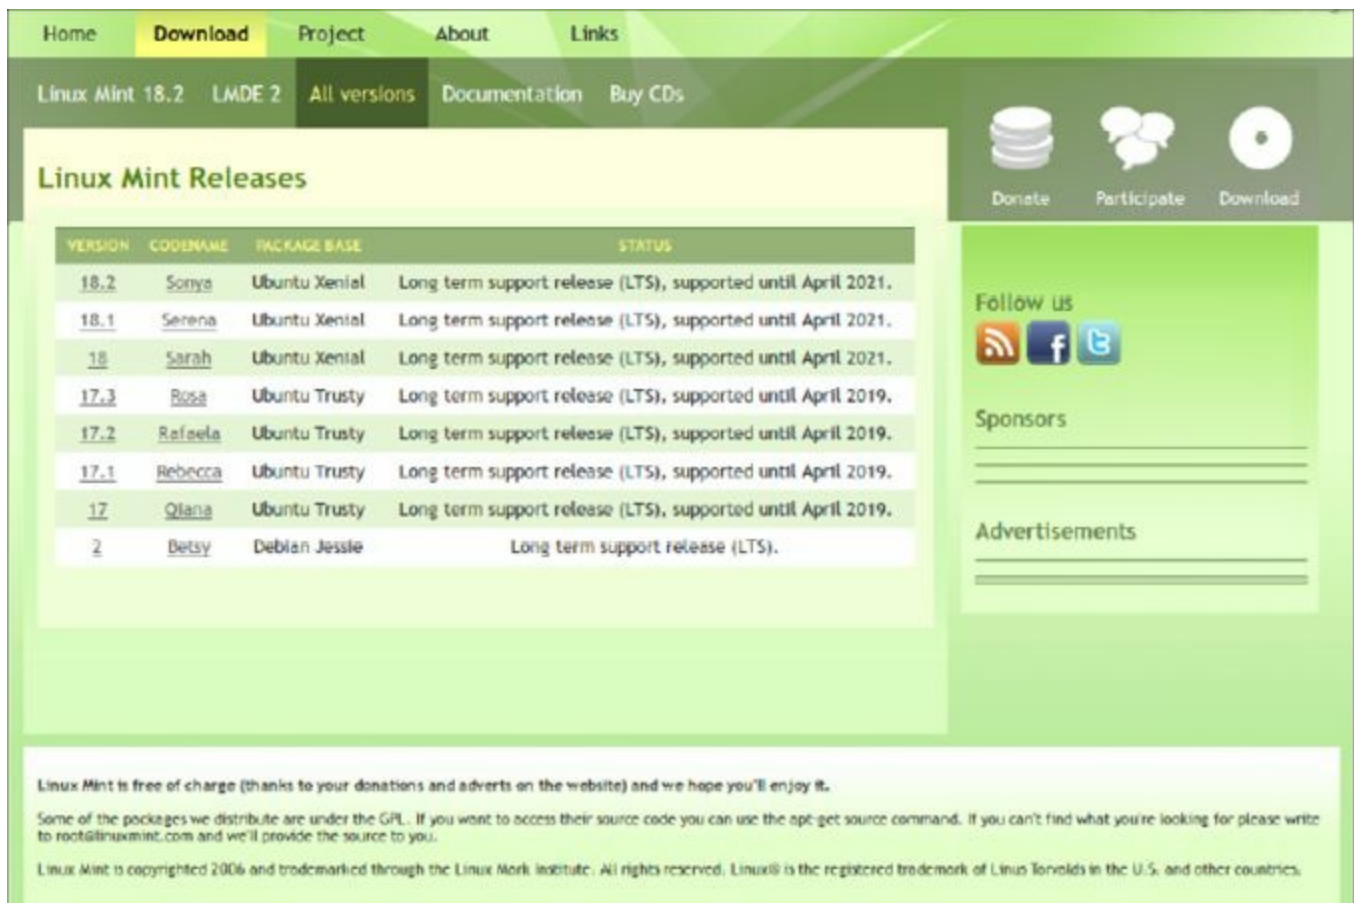 Home Download Project About Links
Linux Mint 18.2 LMDE 2 All versions Documentation Buy CDs
Donate Participate Download
Linux Mint Releases
VERSION CODENAME PACKAGE BASE STATUS
18.2 Sonya Ubuntu Xenial Long term support release (LTS), supported until April 2021.
18.1 Serena Ubuntu Xenial Long term support release (LTS), supported until April 2021.
18 Sarah Ubuntu Xenial Long term support release (LTS), supported until April 2021.
17.3 Rosa Ubuntu Trusty Long term support release (LTS), supported until April 2019.
17.2 Rafaela Ubuntu Trusty Long term support release (LTS), supported until April 2019.
17.1 Rebecca Ubuntu Trusty Long term support release (LTS), supported until April 2019.
17 Qiana Ubuntu Trusty Long term support release (LTS), supported until April 2019.
2 Betsy Debian Jessie Long term support release (LTS).
Follow us
Sponsors
Advertisements
Linux Mint is free of charge (thanks to your donations and adverts on the website) and we hope you'll enjoy it.
Some of the packages we distribute are under the GPL. If you want to access their source code you can use the apt-get source command. If you can't find what you're looking for please write
to root@linuxmint.com and we'll provide the source to you.
Linux Mint is copyrighted 2006 and trademarked through the Linux Mark Institute. All rights reserved. Linux® is the registered trademark of Linus Torvalds in the U.S. and other countries.